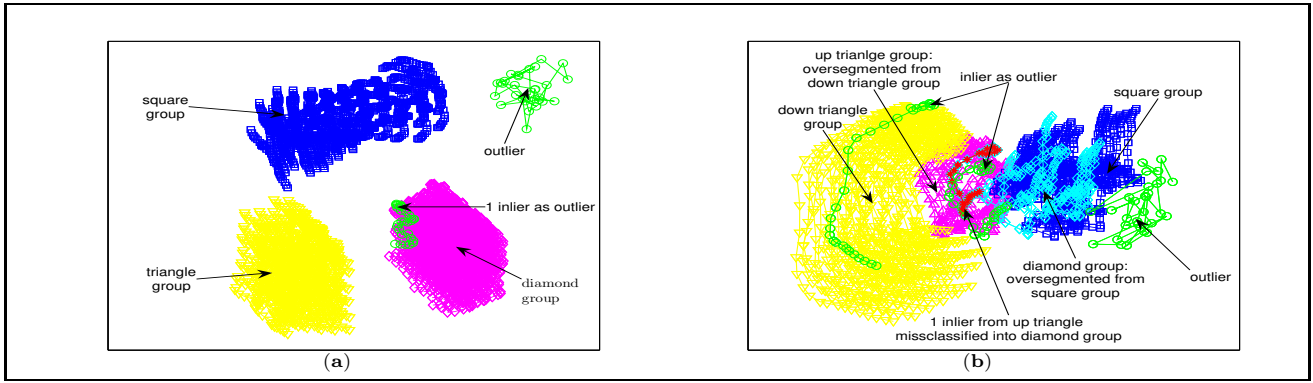 square
group
outlier
1 inlier as outlier
triangle
group
diamond
group
(a)
up trianlge group:
oversegmented from
down triangle group
inlier as outlier
down triangle
group
square group
diamond group:
oversegmented from
square group
outlier
1 inlier from up triangle
missclassified into diamond group
(b)